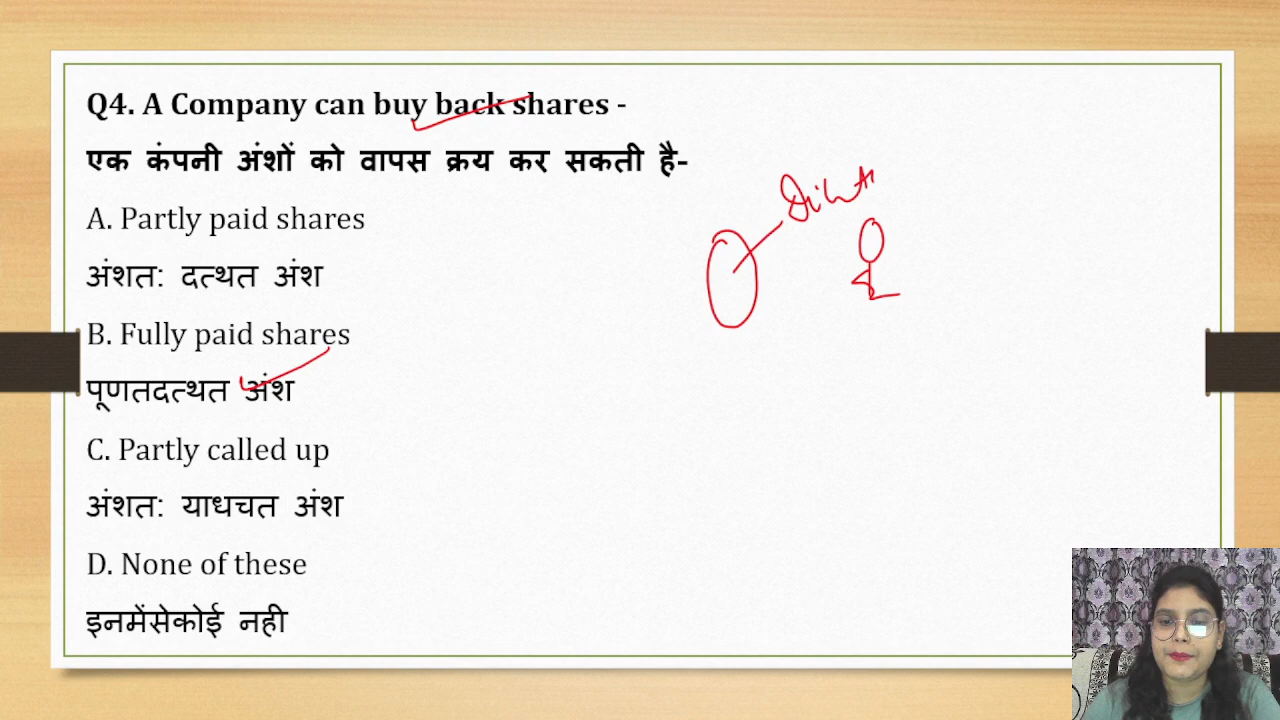 Q4. A Company can buy back shares -
एक कंपनी अंशों को वापस क्रय कर सकती है-
A. Partly paid shares
अंशत: दत्थत अंश
B. Fully paid shares
पूणतदत्थत अंश
C. Partly called up
अंशत: याधचत अंश
D. None of these
इनमेंसेकोई नही